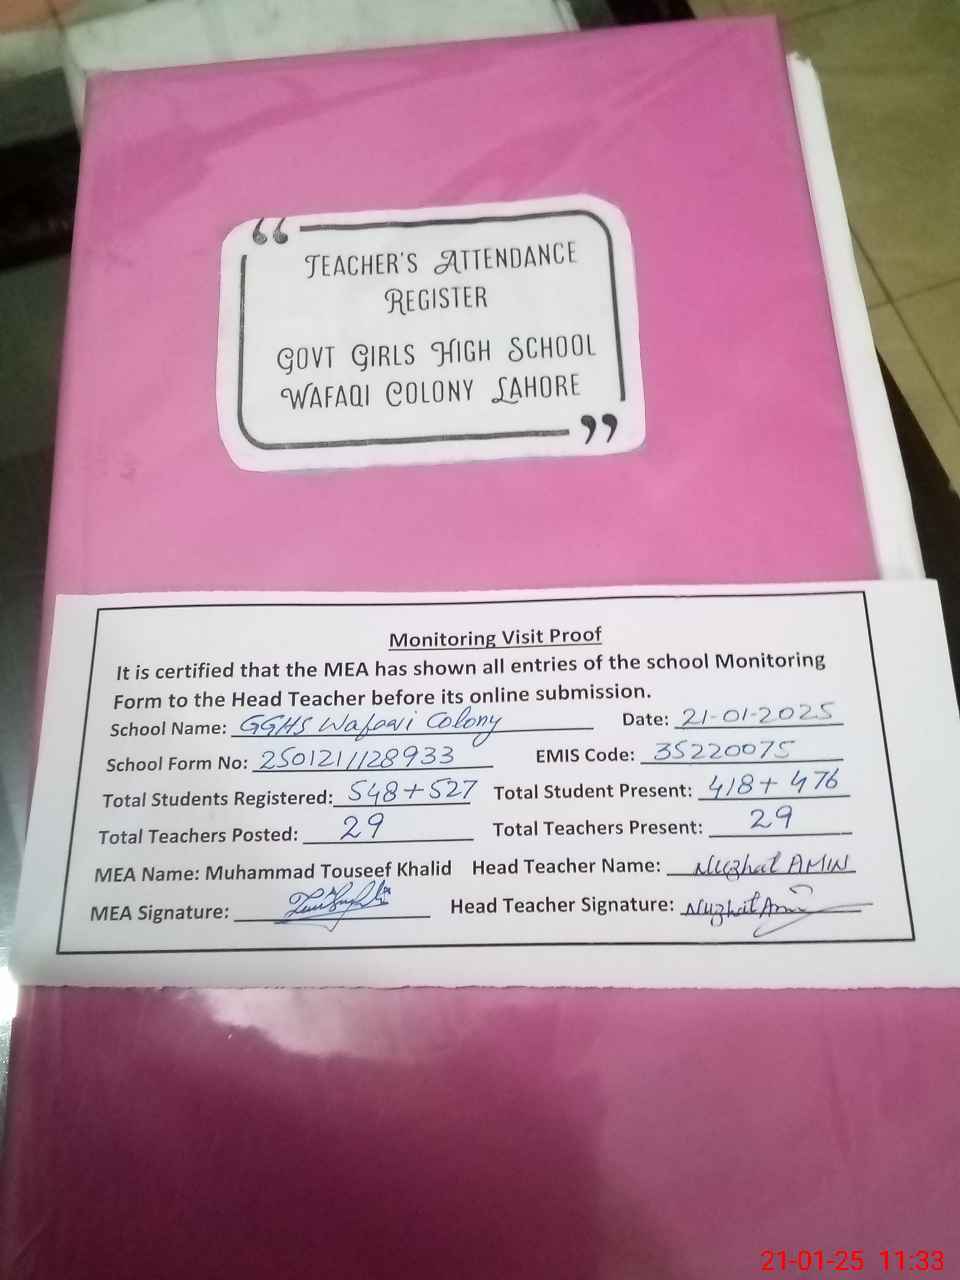 “
TEACHER'S ATTENDANCE
REGISTER
GOVT GIRLS HIGH SCHOOL
WAFAQI COLONY LAHORE
”
Monitoring Visit Proof
It is certified that the MEA has shown all entries of the school Monitoring
Form to the Head Teacher before its online submission.
School Name: GGHS Wafaqi Colony Date: 21-01-2025
School Form No: 250121/128933 EMIS Code: 35220075
Total Students Registered: 548+527 Total Student Present: 418+476
Total Teachers Posted: 29 Total Teachers Present: 29
MEA Name: Muhammad Touseef Khalid Head Teacher Name: Nuzhat AMIN
MEA Signature: Head Teacher Signature: Nuzhat Amin
21-01-25 11:33